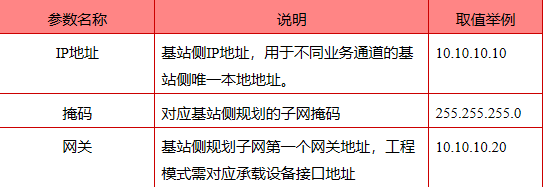 参数名称 说明 取值举例
IP地址 基站侧IP地址，用于不同业务通道的基 10.10.10.10
站侧唯一本地地址。
掩码 对应基站侧规划的子网掩码 255.255.255.0
网关 基站侧规划子网第一个网关地址，工程 10.10.10.20
模式需对应承载设备接口地址